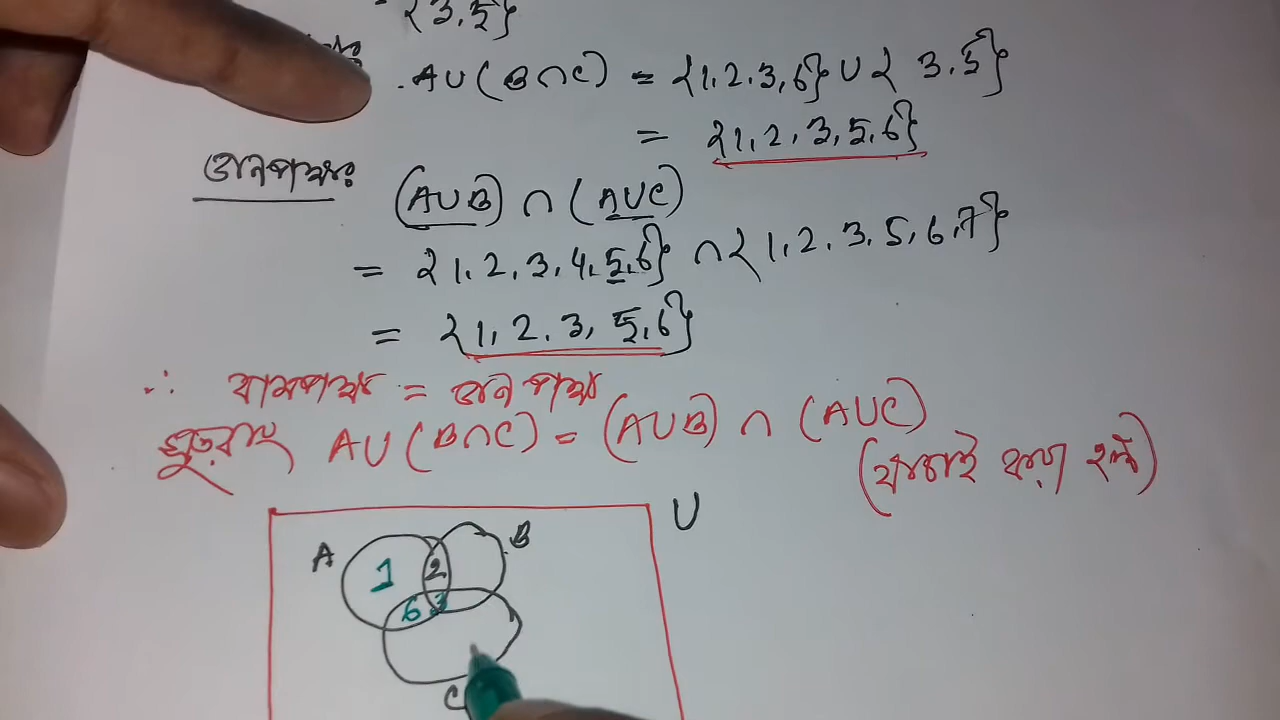 = {3,5}
A∪(B∩C) = {1,2,3,6}∪{3,5}
= {1,2,3,5,6}
ডানপক্ষঃ
(A∪B)∩(A∪C)
= {1,2,3,4,5,6}∩{1,2,3,5,6,7}
= {1,2,3,5,6}
∴ বামপক্ষ = ডানপক্ষ
সুতরাং A∪(B∩C) = (A∪B)∩(A∪C)
(যাচাই করা হল)
U
A B
1 2
6 3
C